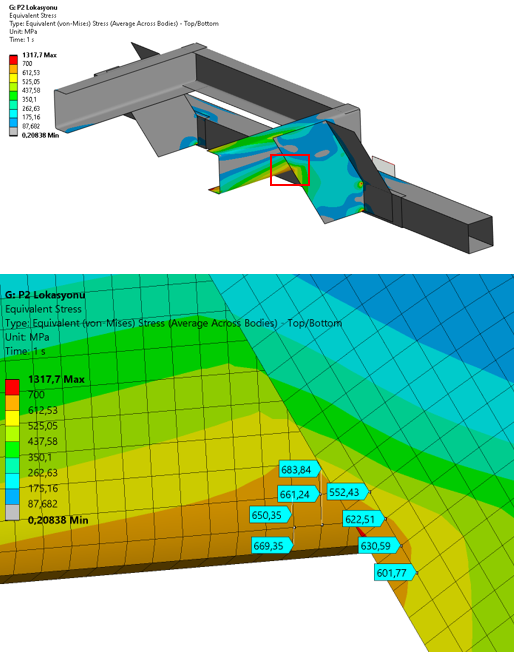 G: P2 Lokasyonu
Equivalent Stress
Type: Equivalent (von-Mises) Stress (Average Across Bodies) - Top/Bottom
Unit: MPa
Time: 1 s
1317,7 Max
700
612,53
525,05
437,58
350,1
262,63
175,16
87,682
0,20838 Min
G: P2 Lokasyonu
Equivalent Stress
Type: Equivalent (von-Mises) Stress (Average Across Bodies) - Top/Bottom
Unit: MPa
Time: 1 s
1317,7 Max
700
612,53
525,05
437,58
350,1
262,63
175,16
87,682
0,20838 Min
683,84
661,24
552,43
650,35
622,51
669,35
630,59
601,77